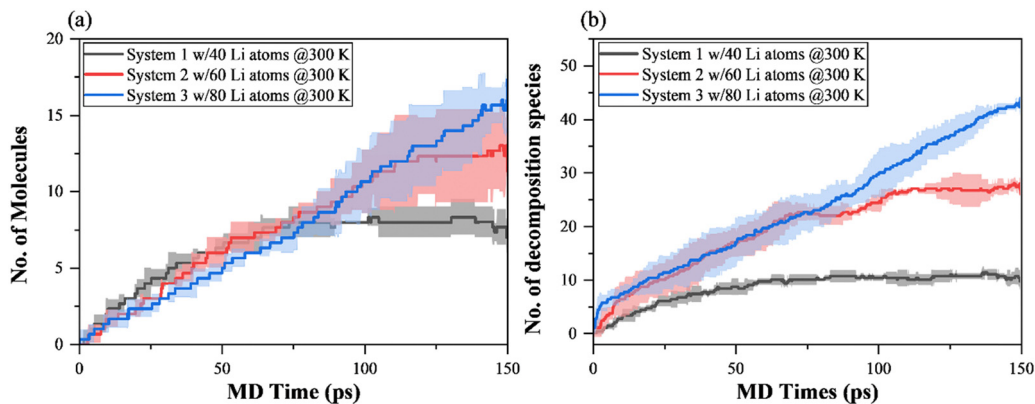 (a)
20
15
10
5
0
No. of Molecules
System 1 w/40 Li atoms @300 K
System 2 w/60 Li atoms @300 K
System 3 w/80 Li atoms @300 K
0
50
100
150
MD Time (ps)
(b)
50
40
30
20
10
0
No. of decomposition species
System 1 w/40 Li atoms @300 K
System 2 w/60 Li atoms @300 K
System 3 w/80 Li atoms @300 K
0
50
100
150
MD Times (ps)